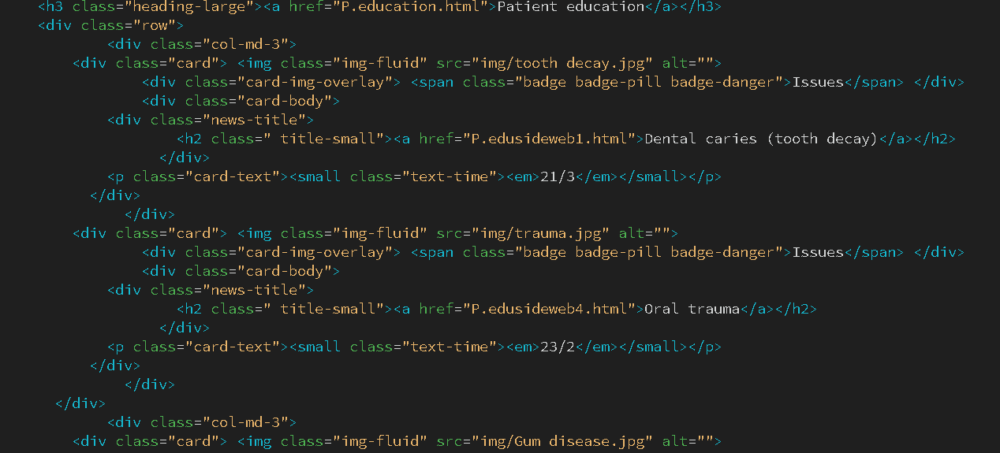 <h3 class="heading-large"><a href="P.education.html">Patient education</a></h3>
<div class="row">
<div class="col-md-3">
<div class="card"> <img class="img-fluid" src="img/tooth decay.jpg" alt="">
<div class="card-img-overlay"> <span class="badge badge-pill badge-danger">Issues</span> </div>
<div class="card-body">
<div class="news-title">
<h2 class=" title-small"><a href="P.edusideweb1.html">Dental caries (tooth decay)</a></h2>
</div>
<p class="card-text"><small class="text-time"><em>21/3</em></small></p>
</div>
</div>
<div class="card"> <img class="img-fluid" src="img/trauma.jpg" alt="">
<div class="card-img-overlay"> <span class="badge badge-pill badge-danger">Issues</span> </div>
<div class="card-body">
<div class="news-title">
<h2 class=" title-small"><a href="P.edusideweb4.html">Oral trauma</a></h2>
</div>
<p class="card-text"><small class="text-time"><em>23/2</em></small></p>
</div>
</div>
</div>
<div class="col-md-3">
<div class="card"> <img class="img-fluid" src="img/Gum disease.jpg" alt="">